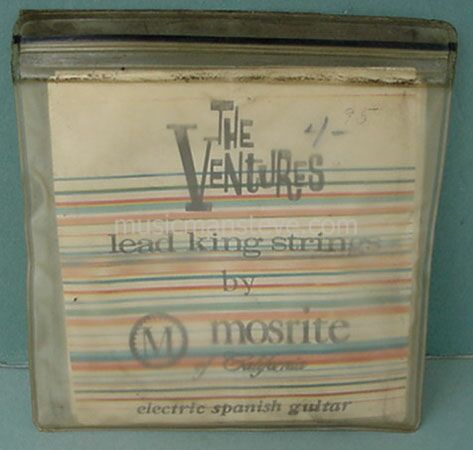 THE
VENTURES
4/- 95
musicmansteve.com
lead king strings
by
M mosrite
of California
electric spanish guitar